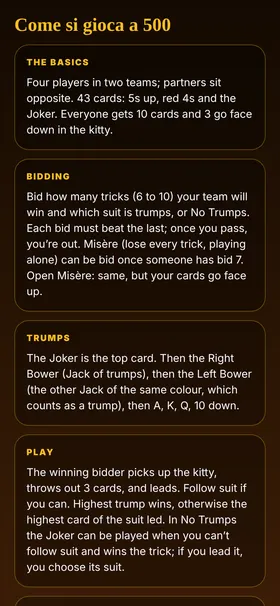 Come si gioca a 500
THE BASICS
Four players in two teams; partners sit
opposite. 43 cards: 5s up, red 4s and the
Joker. Everyone gets 10 cards and 3 go face
down in the kitty.
BIDDING
Bid how many tricks (6 to 10) your team will
win and which suit is trumps, or No Trumps.
Each bid must beat the last; once you pass,
you're out. Misère (lose every trick, playing
alone) can be bid once someone has bid 7.
Open Misère: same, but your cards go face
up.
TRUMPS
The Joker is the top card. Then the Right
Bower (Jack of trumps), then the Left Bower
(the other Jack of the same colour, which
counts as a trump), then A, K, Q, 10 down.
PLAY
The winning bidder picks up the kitty,
throws out 3 cards, and leads. Follow suit if
you can. Highest trump wins, otherwise the
highest card of the suit led. In No Trumps
the Joker can be played when you can't
follow suit and wins the trick; if you lead it,
you choose its suit.